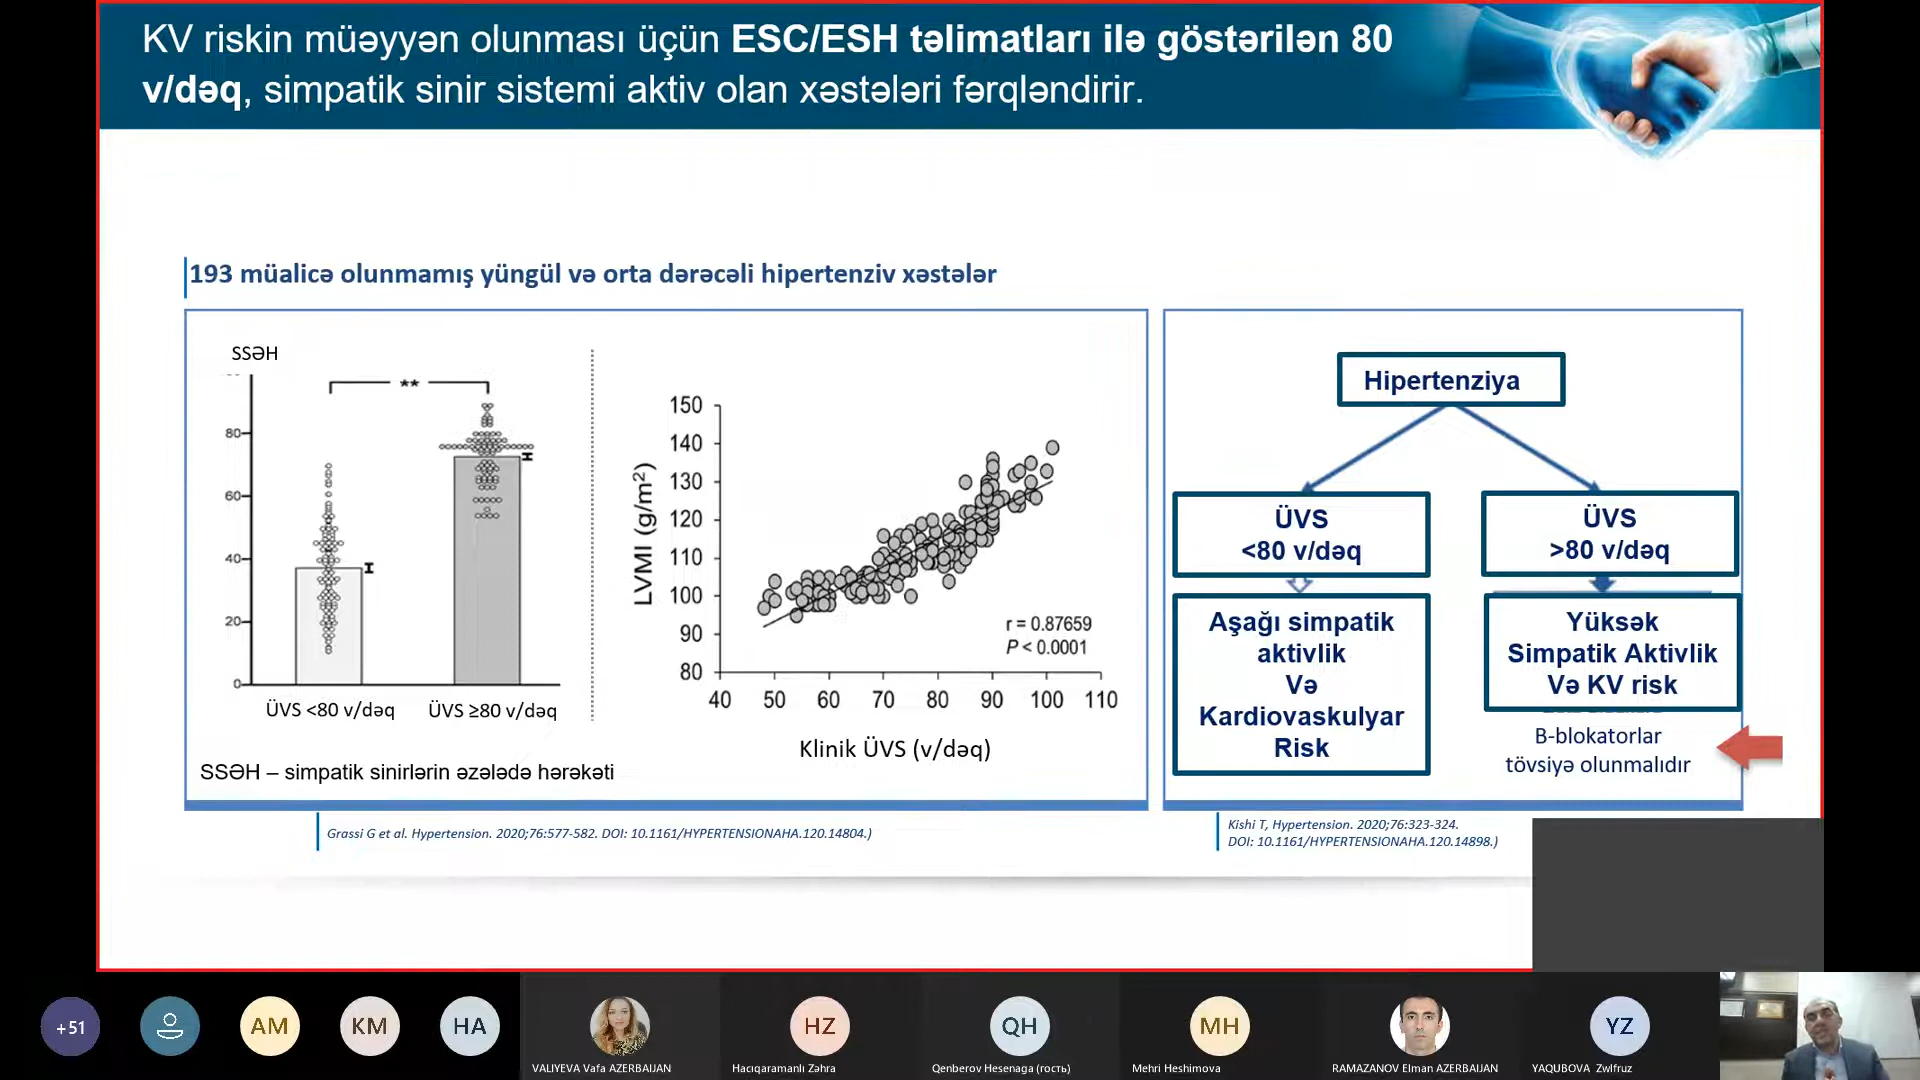 KV riskin müəyyən olunması üçün ESC/ESH təlimatları ilə göstərilən 80
v/dəq, simpatik sinir sistemi aktiv olan xəstələri fərqləndirir.
193 müalicə olunmamış yüngül və orta dərəcəli hipertenziv xəstələr
SSƏH
**
80
60
40
20
0
ÜVS <80 v/dəq
ÜVS ≥80 v/dəq
SSƏH – simpatik sinirlərin əzələdə hərəkəti
LVMI (g/m²)
150
140
130
120
110
100
90
80
r = 0.87659
P < 0.0001
40 50 60 70 80 90 100 110
Klinik ÜVS (v/dəq)
Hipertenziya
ÜVS
<80 v/dəq
ÜVS
>80 v/dəq
Aşağı simpatik
aktivlik
Və
Kardiovaskulyar
Risk
Yüksək
Simpatik Aktivlik
Və KV risk
B-blokatorlar
tövsiyə olunmalıdır
Grassi G et al. Hypertension. 2020;76:577-582. DOI: 10.1161/HYPERTENSIONAHA.120.14804.)
Kishi T, Hypertension. 2020;76:323-324.
DOI: 10.1161/HYPERTENSIONAHA.120.14898.)
+51
AM
KM
HA
VALIYEVA Vafa AZERBAIJAN
HZ
Hacıqaramanlı Zəhra
QH
Qenberov Hesenaga (гость)
MH
Mehri Heshimova
RAMAZANOV Elman AZERBAIJAN
YZ
YAQUBOVA Zwlfruz